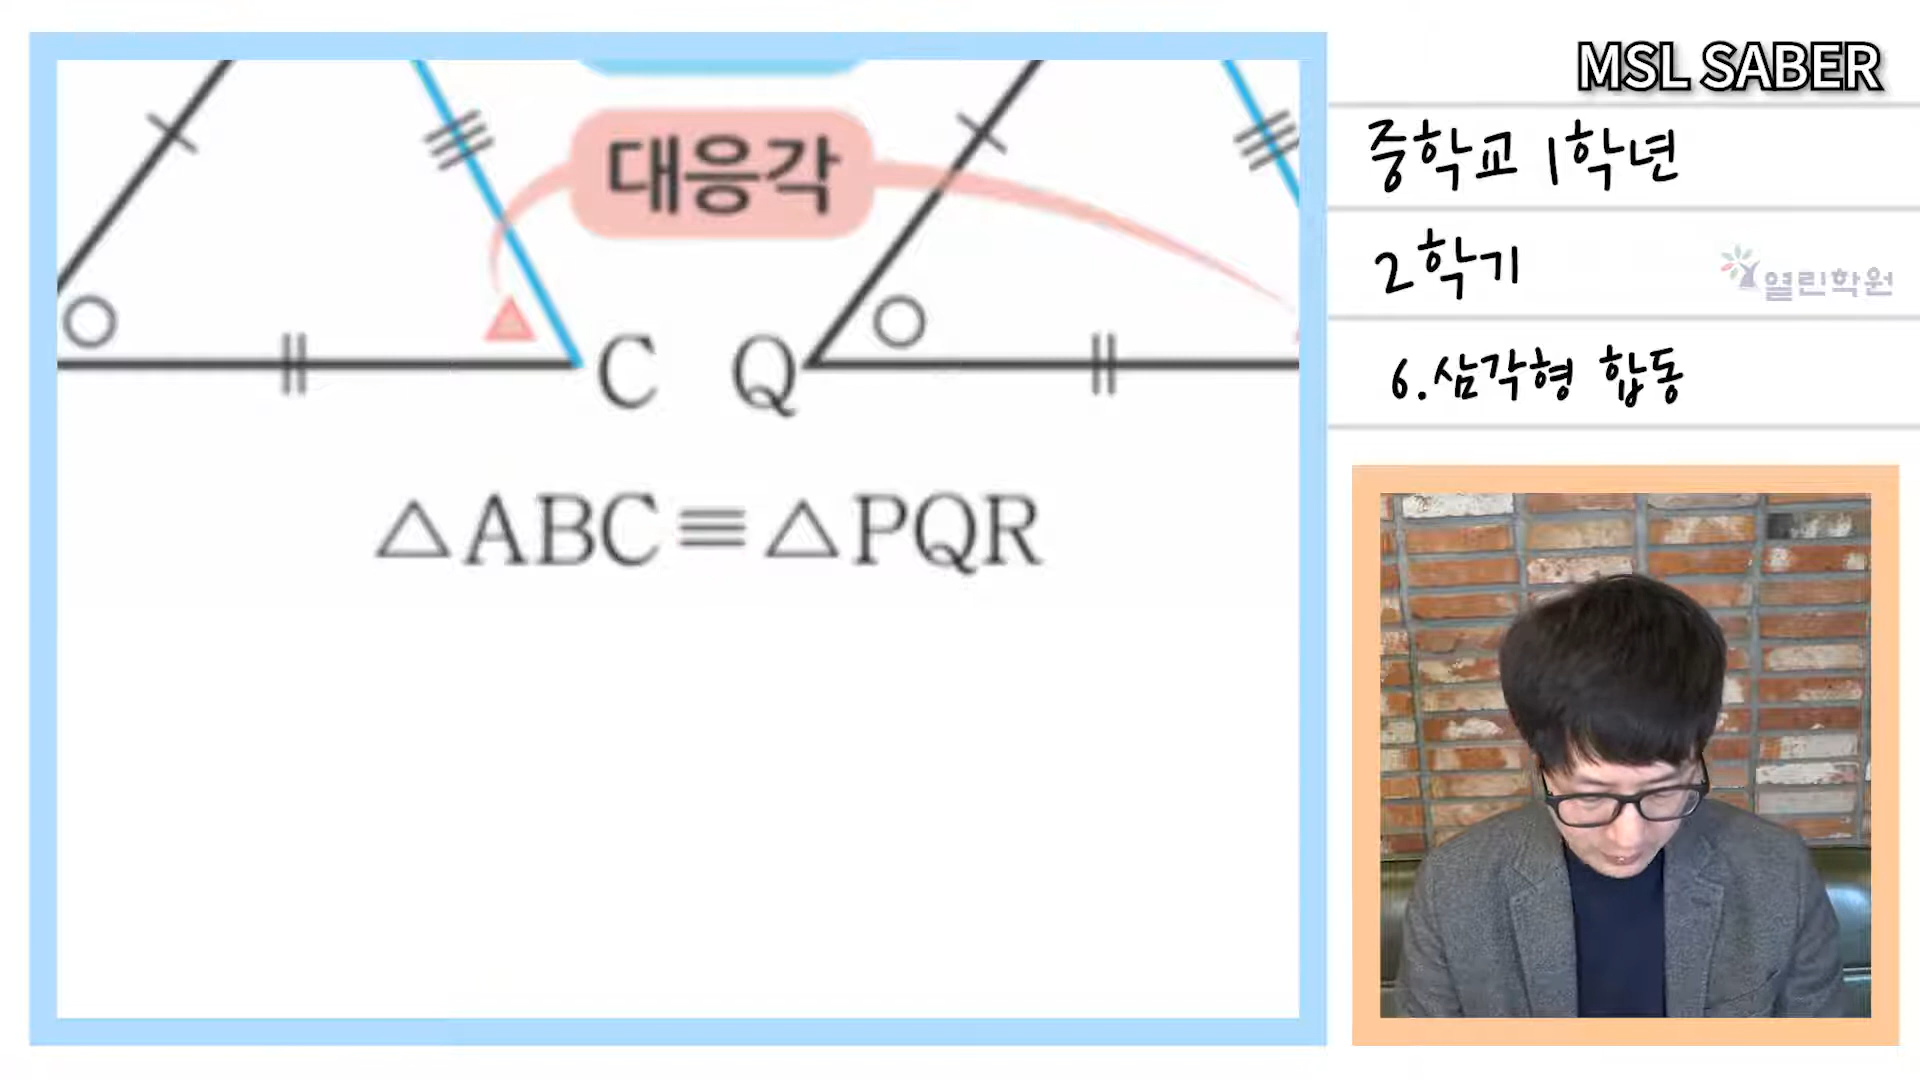 MSL SABER
중학교 1학년
2학기
열린학원
6. 삼각형 합동
대응각
C Q
△ABC≡△PQR